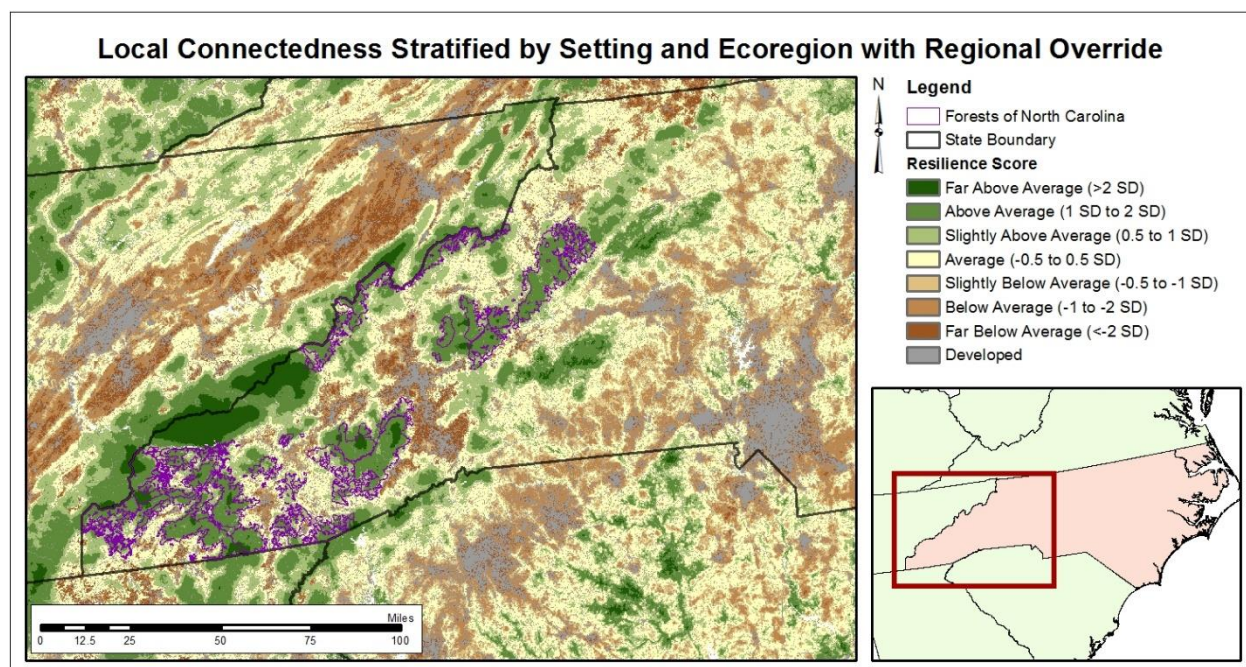 Local Connectedness Stratified by Setting and Ecoregion with Regional Override
N
Legend
Forests of North Carolina
State Boundary
Resilience Score
Far Above Average (>2 SD)
Above Average (1 SD to 2 SD)
Slightly Above Average (0.5 to 1 SD)
Average (-0.5 to 0.5 SD)
Slightly Below Average (-0.5 to -1 SD)
Below Average (-1 to -2 SD)
Far Below Average (<-2 SD)
Developed
Miles
0 12.5 25 50 75 100